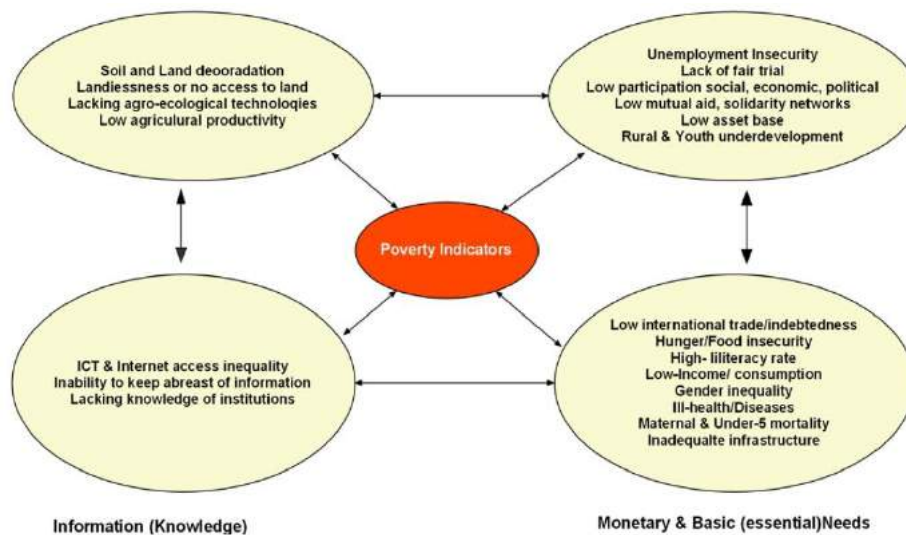 Soil and Land deooradation
Landlessness or no access to land
Lacking agro-ecological technologies
Low agriculural productivity
Unemployment Insecurity
Lack of fair trial
Low participation social, economic, political
Low mutual aid, solidarity networks
Low asset base
Rural & Youth underdevelopment
Poverty Indicators
ICT & Internet access inequality
Inability to keep abreast of information
Lacking knowledge of institutions
Low international trade/indebtedness
Hunger/Food insecurity
High- Iiliteracy rate
Low-Income/ consumption
Gender inequality
Ill-health/Diseases
Maternal & Under-5 mortality
Inadequalte infrastructure
Information (Knowledge)
Monetary & Basic (essential)Needs